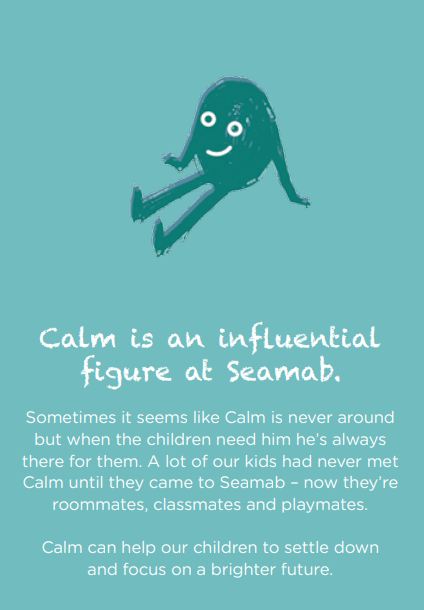 Calm is an influential
figure at Seamab.
Sometimes it seems like Calm is never around
but when the children need him he's always
there for them. A lot of our kids had never met
Calm until they came to Seamab – now they're
roommates, classmates and playmates.
Calm can help our children to settle down
and focus on a brighter future.